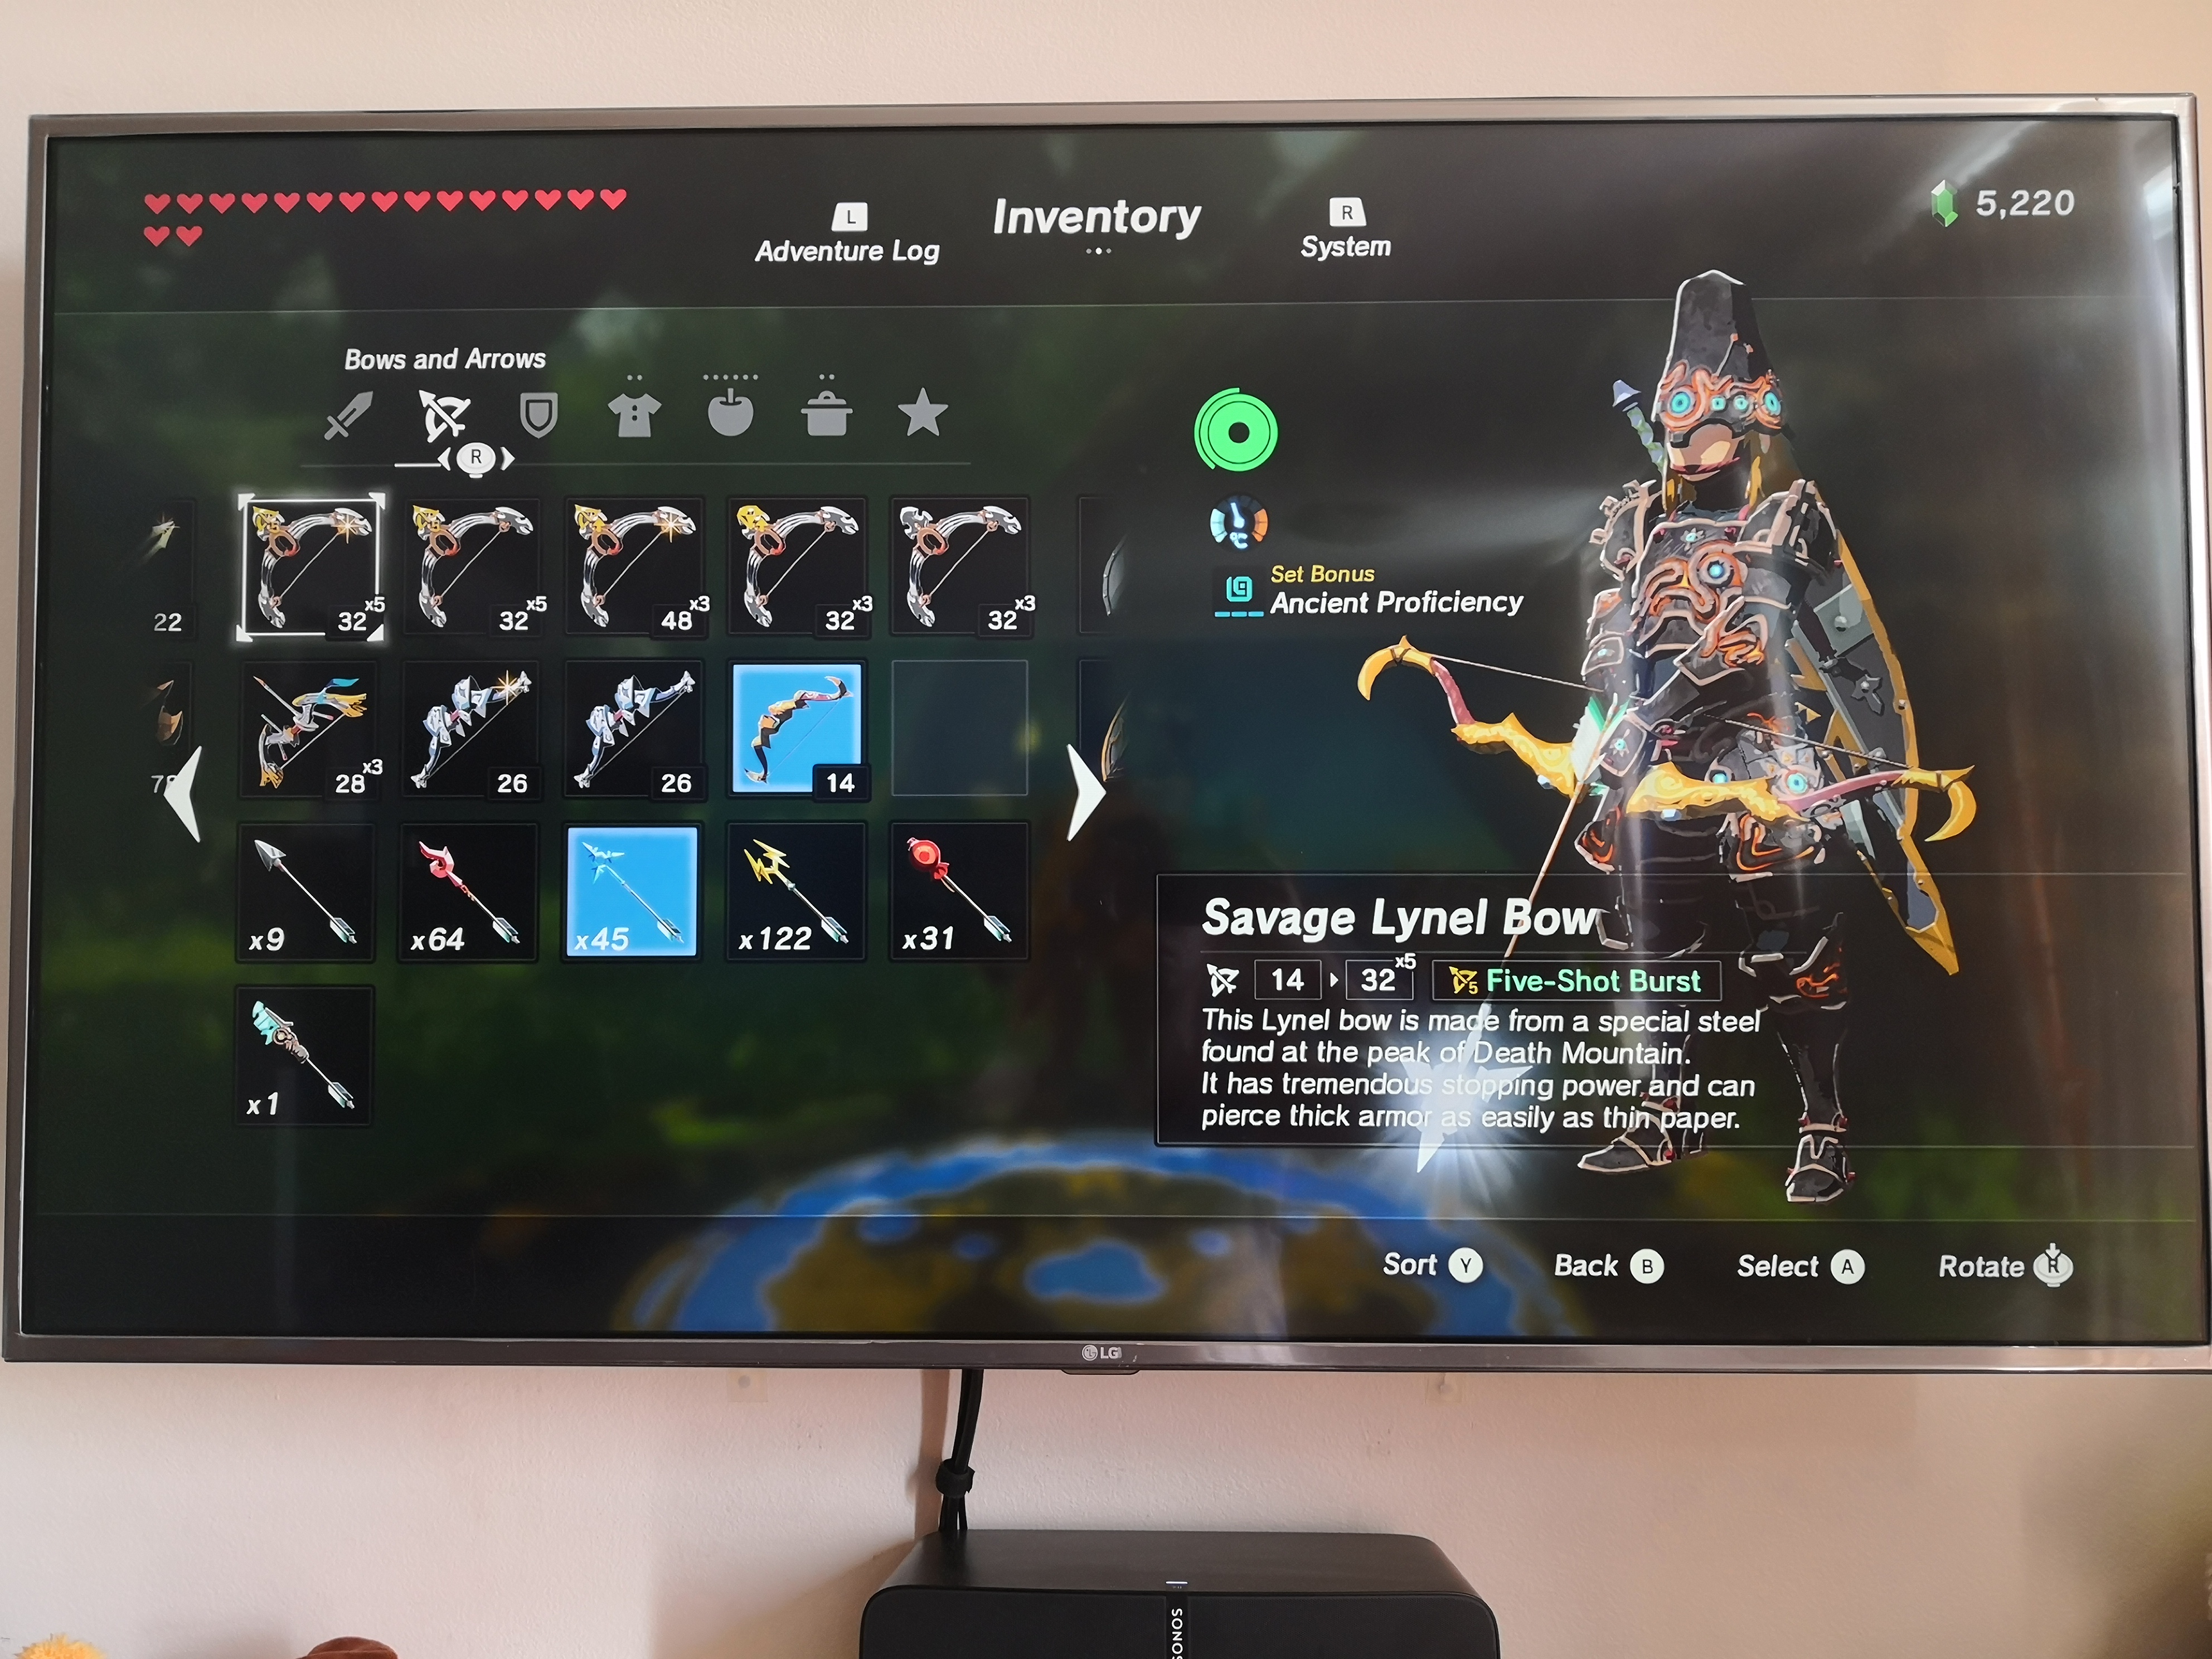 L
R
Inventory
5,220
Adventure Log
System
Bows and Arrows
R
°C
Set Bonus
Ancient Proficiency
22
32 x5
32 x5
48 x3
32 x3
32 x3
28 x3
26
26
14
x9
x64
x45
x122
x31
x1
Savage Lynel Bow
14
32 x5
5 Five-Shot Burst
This Lynel bow is made from a special steel
found at the peak of Death Mountain.
It has tremendous stopping power and can
pierce thick armor as easily as thin paper.
Sort Y
Back B
Select A
Rotate R
LG
SONOS